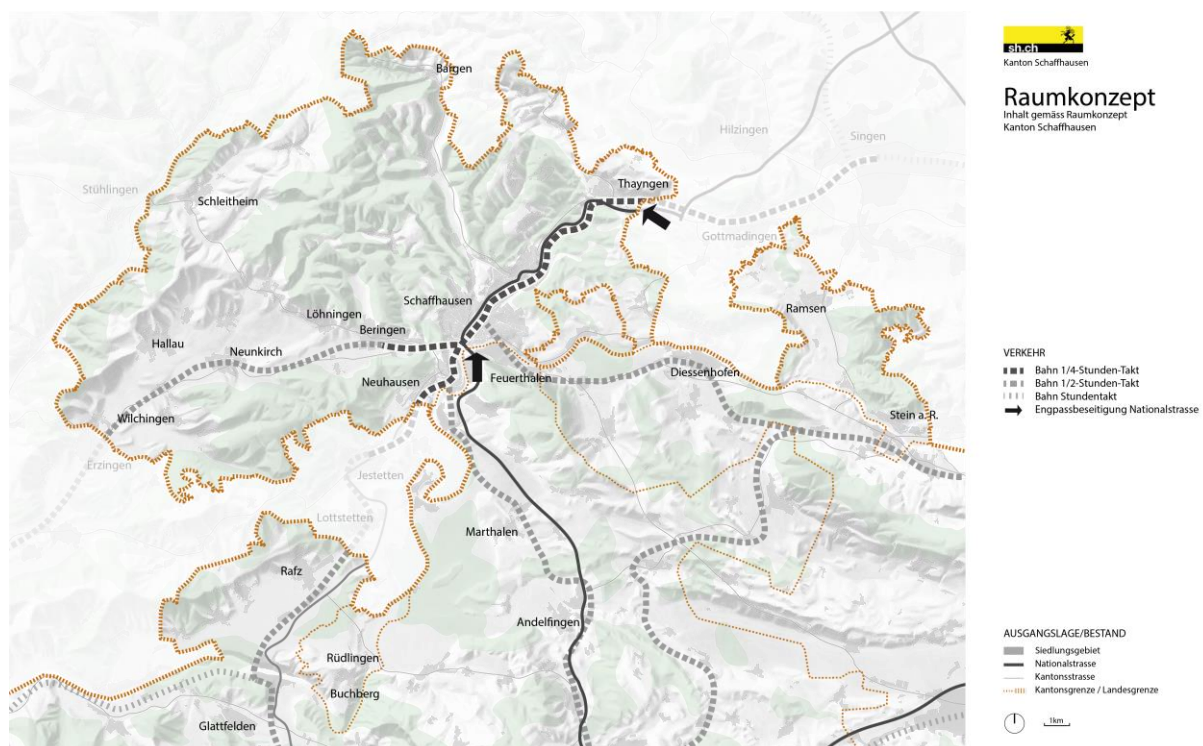 Bargen
Hilzingen
Singen
Thayngen
Stühlingen
Schleitheim
Gottmadingen
Schaffhausen
Ramsen
Löhningen
Beringen
Hallau
Neunkirch
Neuhausen
Feuerthalen
Diessenhofen
Wilchingen
Stein a. R.
Erzingen
Jestetten
Lottstetten
Marthalen
Rafz
Andelfingen
Rüdlingen
Buchberg
Glattfelden
sh.ch
Kanton Schaffhausen
Raumkonzept
Inhalt gemäss Raumkonzept
Kanton Schaffhausen
VERKEHR
Bahn 1/4-Stunden-Takt
Bahn 1/2-Stunden-Takt
Bahn Stundentakt
Engpassbeseitigung Nationalstrasse
AUSGANGSLAGE/BESTAND
Siedlungsgebiet
Nationalstrasse
Kantonsstrasse
Kantonsgrenze / Landesgrenze
1km